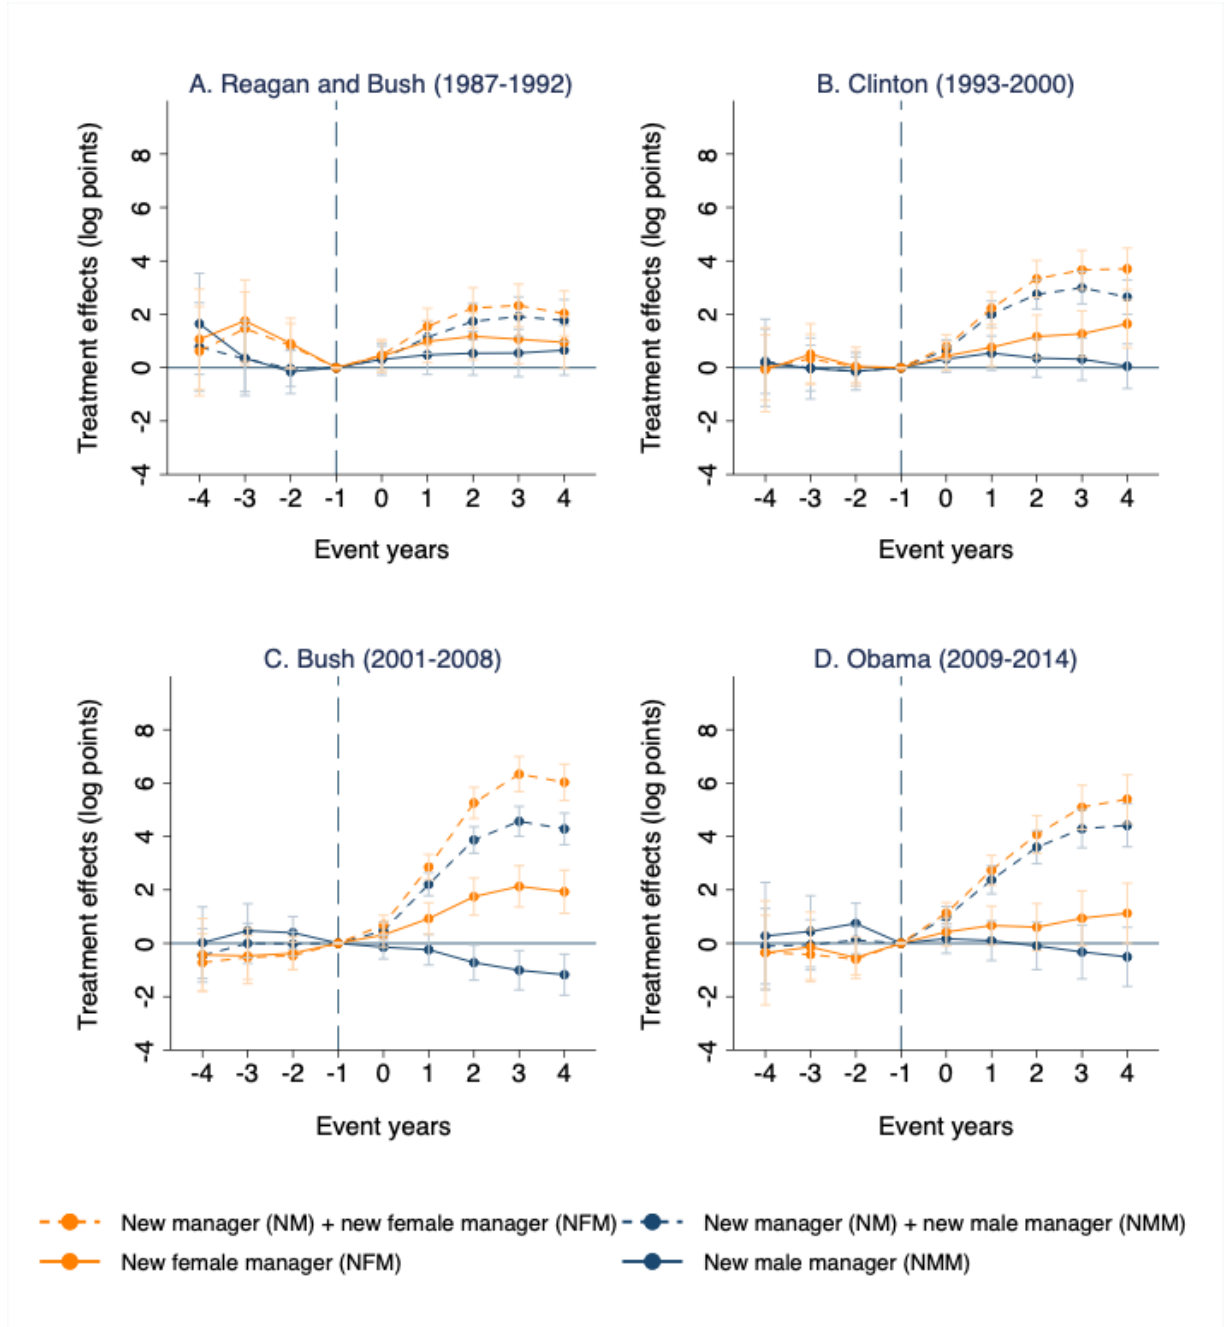 A. Reagan and Bush (1987-1992)
Treatment effects (log points)
8
6
4
2
0
-2
-4
-4 -3 -2 -1 0 1 2 3 4
Event years
B. Clinton (1993-2000)
Treatment effects (log points)
8
6
4
2
0
-2
-4
-4 -3 -2 -1 0 1 2 3 4
Event years
C. Bush (2001-2008)
Treatment effects (log points)
8
6
4
2
0
-2
-4
-4 -3 -2 -1 0 1 2 3 4
Event years
D. Obama (2009-2014)
Treatment effects (log points)
8
6
4
2
0
-2
-4
-4 -3 -2 -1 0 1 2 3 4
Event years
New manager (NM) + new female manager (NFM)
New manager (NM) + new male manager (NMM)
New female manager (NFM)
New male manager (NMM)